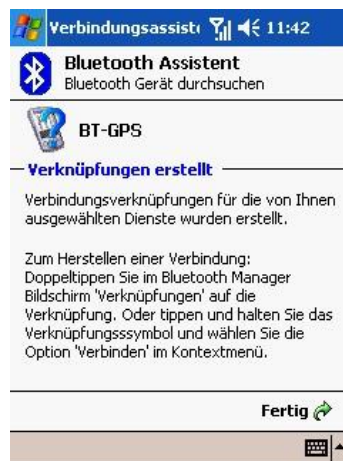 Verbindungsassiste 11:42
Bluetooth Assistent
Bluetooth Gerät durchsuchen
BT-GPS
Verknüpfungen erstellt
Verbindungsverknüpfungen für die von Ihnen
ausgewählten Dienste wurden erstellt.
Zum Herstellen einer Verbindung:
Doppeltippen Sie im Bluetooth Manager
Bildschirm 'Verknüpfungen' auf die
Verknüpfung. Oder tippen und halten Sie das
Verknüpfungsssymbol und wählen Sie die
Option 'Verbinden' im Kontextmenü.
Fertig